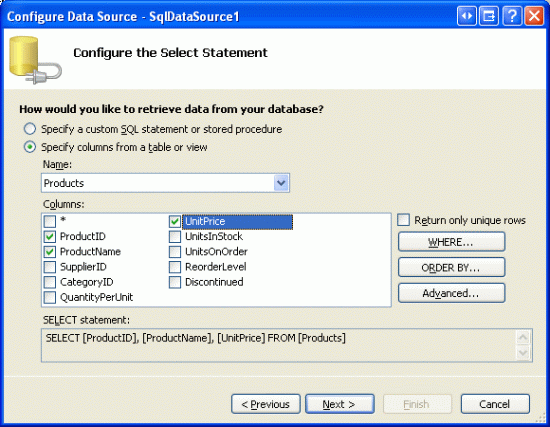 Configure Data Source - SqlDataSource1
Configure the Select Statement
How would you like to retrieve data from your database?
Specify a custom SQL statement or stored procedure
Specify columns from a table or view
Name:
Products
Columns:
*
ProductID
ProductName
SupplierID
CategoryID
QuantityPerUnit
UnitPrice
UnitsInStock
UnitsOnOrder
ReorderLevel
Discontinued
Return only unique rows
WHERE...
ORDER BY...
Advanced...
SELECT statement:
SELECT [ProductID], [ProductName], [UnitPrice] FROM [Products]
< Previous
Next >
Finish
Cancel